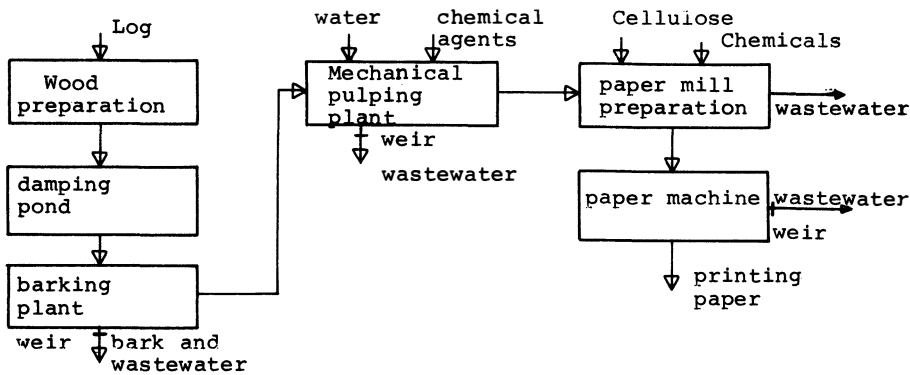 Log
Wood
preparation
damping
pond
barking
plant
weir
bark and
wastewater
water
chemical
agents
Mechanical
pulping
plant
weir
wastewater
Cellulose
Chemicals
paper mill
preparation
wastewater
paper machine
wastewater
weir
printing
paper